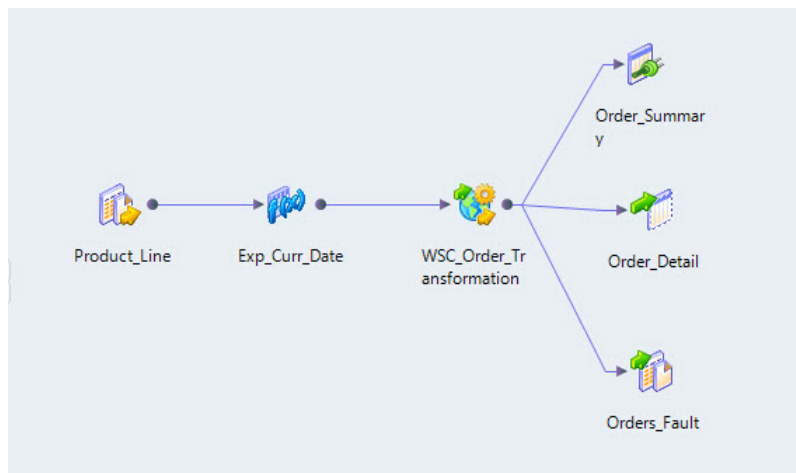 Order_Summar
y
Product_Line
Exp_Curr_Date
WSC_Order_Tr
ansformation
Order_Detail
Orders_Fault